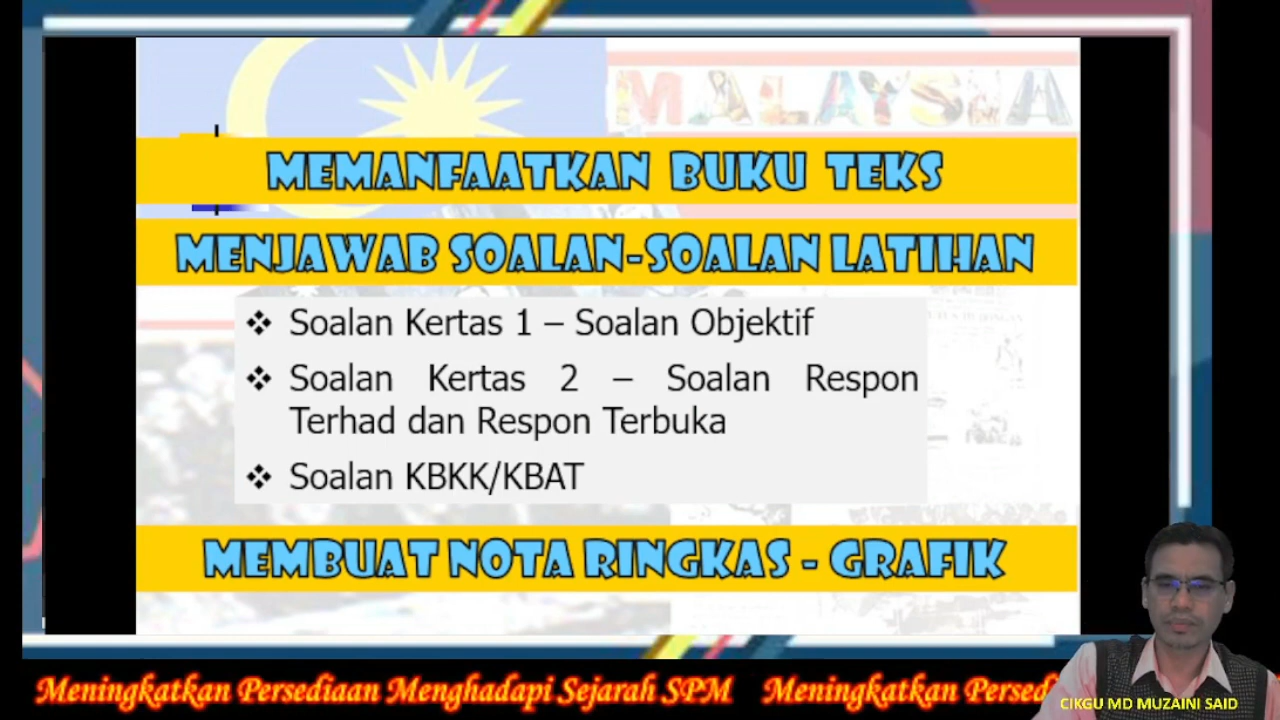 MALAYSIA
MEMANFAATKAN BUKU TEKS
MENJAWAB SOALAN-SOALAN LATIHAN
❖ Soalan Kertas 1 – Soalan Objektif
❖ Soalan Kertas 2 – Soalan Respon
Terhad dan Respon Terbuka
❖ Soalan KBKK/KBAT
MEMBUAT NOTA RINGKAS - GRAFIK
Meningkatkan Persediaan Menghadapi Sejarah SPM Meningkatkan Persed
CIKGU MD MUZAINI SAID